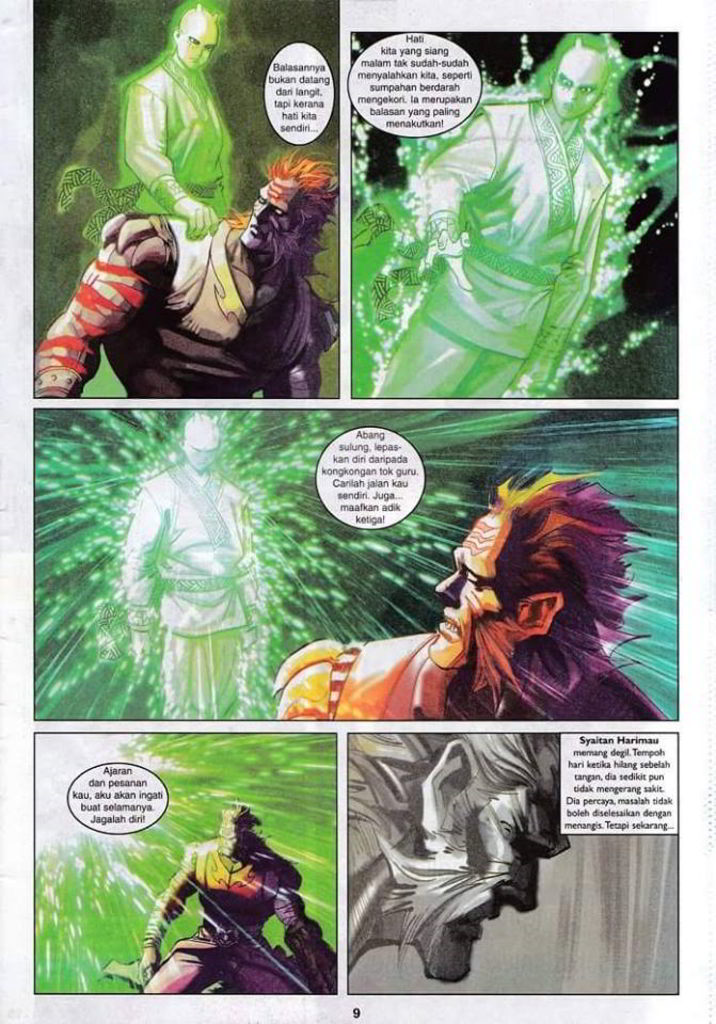 Balasannya
bukan datang
dari langit,
tapi kerana
hati kita
sendiri...
Hati
kita yang siang
malam tak sudah-sudah
menyalahkan kita, seperti
sumpahan berdarah
mengekori. Ia merupakan
balasan yang paling
menakutkan!
Abang
sulung, lepas-
kan diri daripada
kongkongan tok guru.
Carilah jalan kau
sendiri. Juga...
maafkan adik
ketiga!
Ajaran
dan pesanan
kau, aku akan ingati
buat selamanya.
Jagalah diri!
Syaitan Harimau
memang degil. Tempoh
hari ketika hilang sebelah
tangan, dia sedikit pun
tidak mengerang sakit.
Dia percaya, masalah tidak
boleh diselesaikan dengan
menangis. Tetapi sekarang...
9